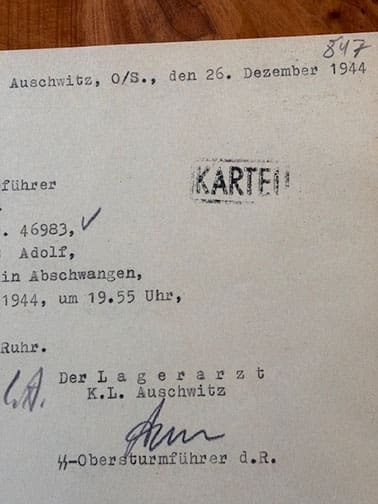 847
Auschwitz, O/S., den 26. Dezember 1944
KARTEI
führer
. 46983,
Adolf,
in Abschwangen,
1944, um 19.55 Uhr,
Ruhr.
Der Lagerarzt
K.L. Auschwitz
SS-Obersturmführer d.R.